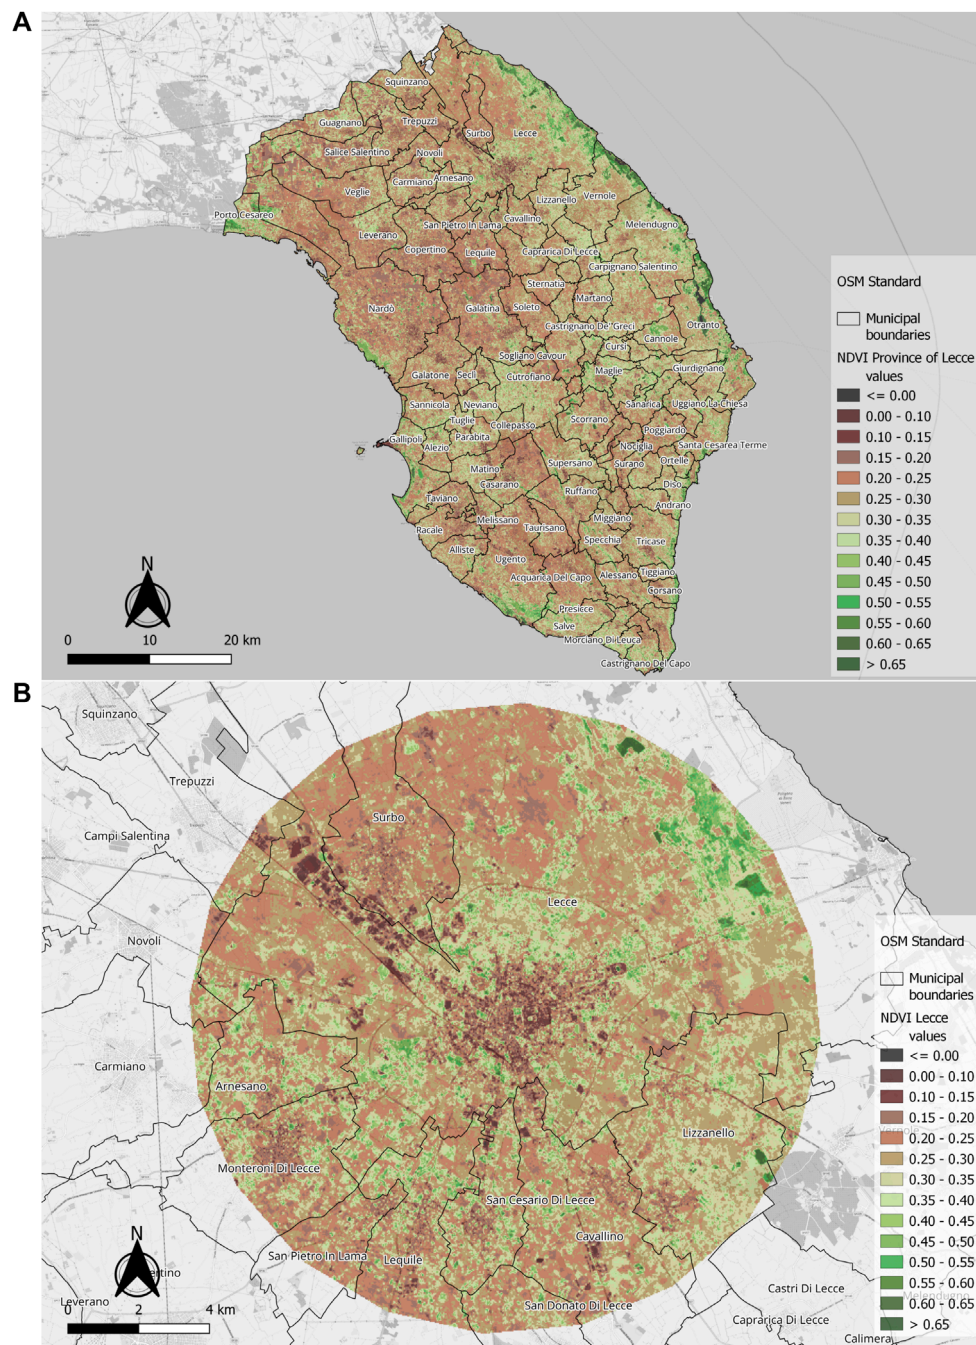 A
Squinzano
Guagnano
Trepuzzi
Surbo
Lecce
Salice Salentino
Novoli
Carmiano
Arnesano
Veglie
Lizzanello
Vernole
Porto Cesareo
San Pietro In Lama
Cavallino
Melendugno
Leverano
Copertino
Lequile
Caprarica Di Lecce
Carpignano Salentino
Sternatia
Martano
Nardò
Galatina
Soleto
Castrignano De' Greci
Otranto
Cursi
Cannole
Sogliano Cavour
Maglie
Giurdignano
Galatone
Seclì
Cutrofiano
Sannicola
Neviano
Sanarica
Uggiano La Chiesa
Tuglie
Collepasso
Scorrano
Poggiardo
Gallipoli
Alezio
Parabita
Nociglia
Santa Cesarea Terme
Matino
Supersano
Surano
Ortelle
Casarano
Ruffano
Diso
Taviano
Andrano
Melissano
Miggiano
Racale
Taurisano
Specchia
Tricase
Alliste
Ugento
Acquarica Del Capo
Alessano
Tiggiano
Corsano
Presicce
Salve
Morciano Di Leuca
Castrignano Del Capo
N
0 10 20 km
OSM Standard
Municipal
boundaries
NDVI Province of Lecce
values
<= 0.00
0.00 - 0.10
0.10 - 0.15
0.15 - 0.20
0.20 - 0.25
0.25 - 0.30
0.30 - 0.35
0.35 - 0.40
0.40 - 0.45
0.45 - 0.50
0.50 - 0.55
0.55 - 0.60
0.60 - 0.65
> 0.65
B
Squinzano
Trepuzzi
Campi Salentina
Surbo
Lecce
Novoli
Carmiano
Arnesano
Lizzanello
Monteroni Di Lecce
San Cesario Di Lecce
Cavallino
San Pietro In Lama
Lequile
San Donato Di Lecce
Castri Di Lecce
Caprarica Di Lecce
Calimera
Leverano
Vernole
Melendugno
N
0 2 4 km
OSM Standard
Municipal
boundaries
NDVI Lecce
values
<= 0.00
0.00 - 0.10
0.10 - 0.15
0.15 - 0.20
0.20 - 0.25
0.25 - 0.30
0.30 - 0.35
0.35 - 0.40
0.40 - 0.45
0.45 - 0.50
0.50 - 0.55
0.55 - 0.60
0.60 - 0.65
> 0.65